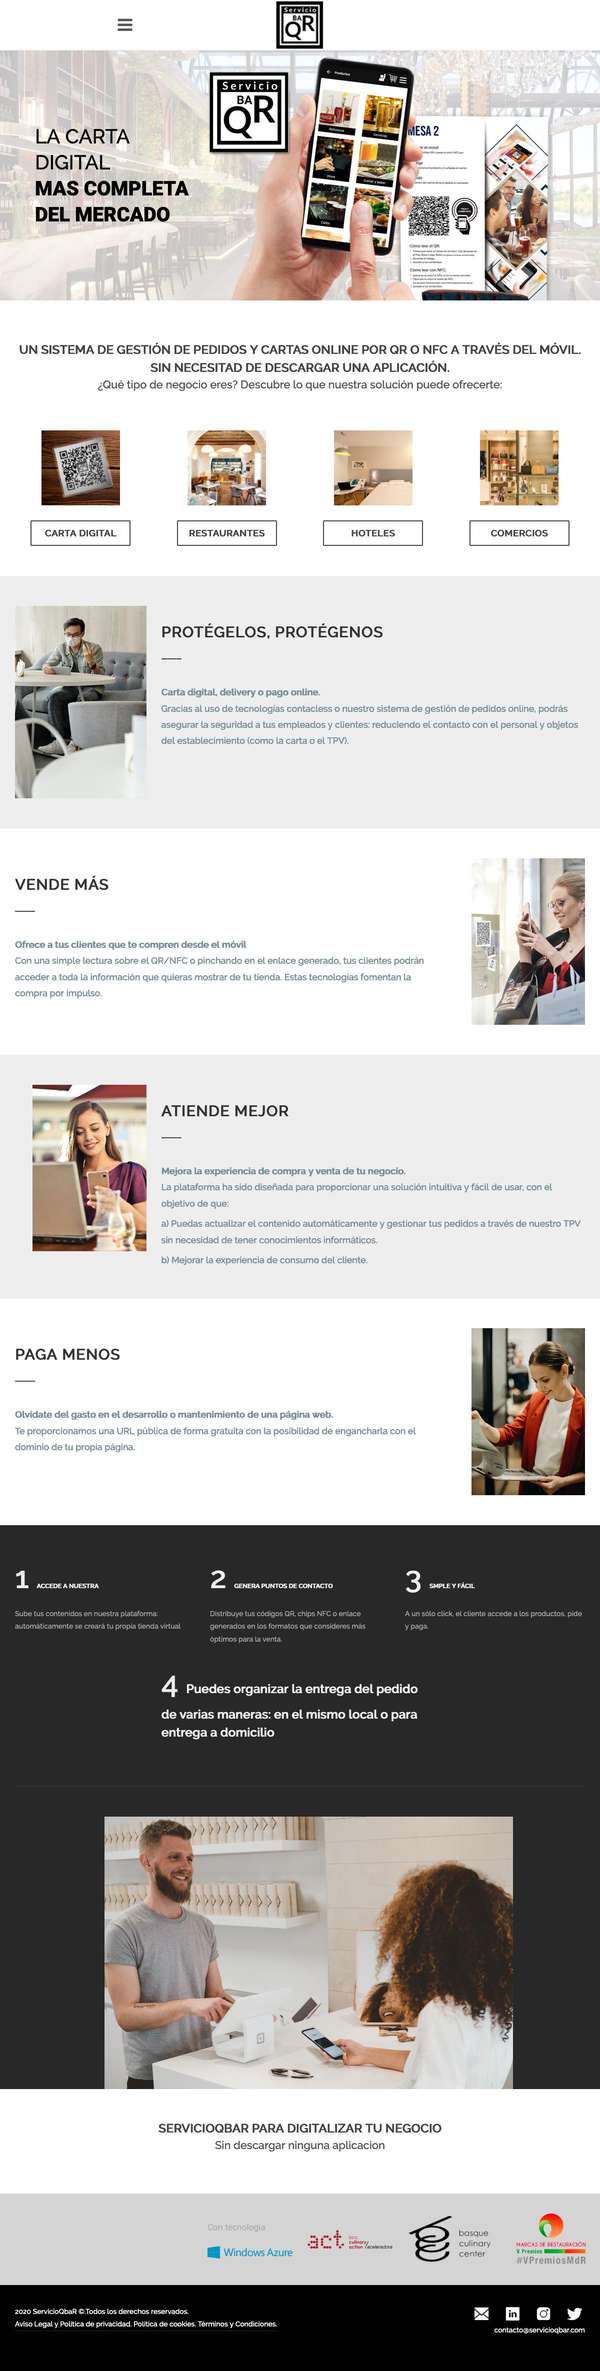 Servicio
BA
QR
Servicio
BA
QR
LA CARTA
DIGITAL
MAS COMPLETA
DEL MERCADO
MESA 2
UN SISTEMA DE GESTIÓN DE PEDIDOS Y CARTAS ONLINE POR QR O NFC A TRAVÉS DEL MÓVIL.
SIN NECESITAD DE DESCARGAR UNA APLICACIÓN.
¿Qué tipo de negocio eres? Descubre lo que nuestra solución puede ofrecerte:
CARTA DIGITAL
RESTAURANTES
HOTELES
COMERCIOS
PROTÉGELOS, PROTÉGENOS
Carta digital, delivery o pago online.
Gracias al uso de tecnologías contacless o nuestro sistema de gestión de pedidos online, podrás
asegurar la seguridad a tus empleados y clientes: reduciendo el contacto con el personal y objetos
del establecimiento (como la carta o el TPV).
VENDE MÁS
Ofrece a tus clientes que te compren desde el móvil
Con una simple lectura sobre el QR/NFC o pinchando en el enlace generado, tus clientes podrán
acceder a toda la información que quieras mostrar de tu tienda. Estas tecnologías fomentan la
compra por impulso.
ATIENDE MEJOR
Mejora la experiencia de compra y venta de tu negocio.
La plataforma ha sido diseñada para proporcionar una solución intuitiva y fácil de usar, con el
objetivo de que:
a) Puedas actualizar el contenido automáticamente y gestionar tus pedidos a través de nuestro TPV
sin necesidad de tener conocimientos informáticos.
b) Mejorar la experiencia de consumo del cliente.
PAGA MENOS
Olvidate del gasto en el desarrollo o mantenimiento de una página web.
Te proporcionamos una URL pública de forma gratuita con la posibilidad de engancharla con el
dominio de tu propia página.
1 ACCEDE A NUESTRA
Sube tus contenidos en nuestra plataforma:
automáticamente se creará tu propia tienda virtual
2 GENERA PUNTOS DE CONTACTO
Distribuye tus códigos QR, chips NFC o enlace
generados en los formatos que consideres más
óptimos para la venta.
3 SMPLE Y FÁCIL
A un sólo click, el cliente accede a los productos, pide
y paga.
4 Puedes organizar la entrega del pedido
de varias maneras: en el mismo local o para
entrega a domicilio
SERVICIOQBAR PARA DIGITALIZAR TU NEGOCIO
Sin descargar ninguna aplicacion
Con tecnología
Windows Azure
act
basque
culinary
center
MARCAS DE RESTAURACIÓN
V Premios
#VPremiosMdR
2020 ServicioQbaR ©.Todos los derechos reservados.
Aviso Legal y Política de privacidad. Política de cookies. Términos y Condiciones.
contacto@servicioqbar.com